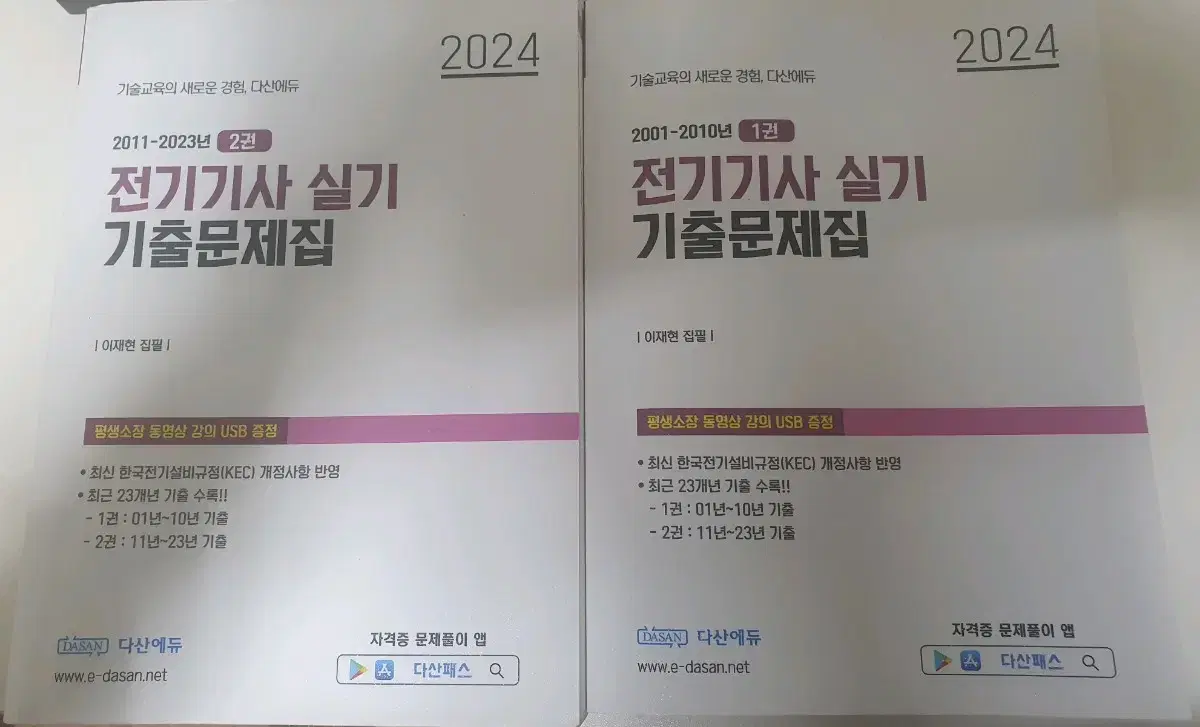 2024
기술교육의 새로운 경험, 다산에듀
2011-2023년 2권
전기기사 실기
기출문제집
| 이재현 집필 |
평생소장 동영상 강의 USB 증정
• 최신 한국전기설비규정(KEC) 개정사항 반영
• 최근 23개년 기출 수록!!
- 1권 : 01년~10년 기출
- 2권 : 11년~23년 기출
DASAN 다산에듀
www.e-dasan.net
자격증 문제풀이 앱
다산패스
2024
기술교육의 새로운 경험, 다산에듀
2001-2010년 1권
전기기사 실기
기출문제집
| 이재현 집필 |
평생소장 동영상 강의 USB 증정
• 최신 한국전기설비규정(KEC) 개정사항 반영
• 최근 23개년 기출 수록!!
- 1권 : 01년~10년 기출
- 2권 : 11년~23년 기출
DASAN 다산에듀
www.e-dasan.net
자격증 문제풀이 앱
다산패스